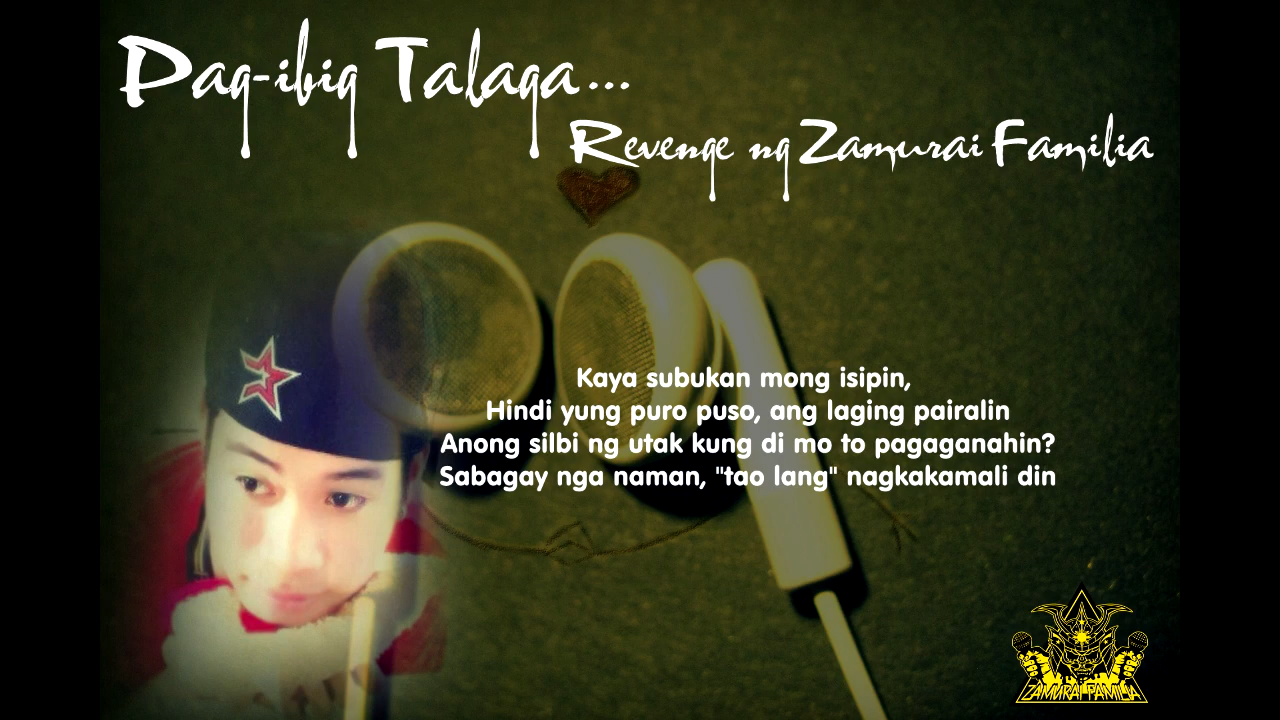 Pag-ibig Talaga...
Revenge ng Zamurai Familia
Kaya subukan mong isipin,
Hindi yung puro puso, ang laging pairalin
Anong silbi ng utak kung di mo to pagaganahin?
Sabagay nga naman, "tao lang" nagkakamali din
ZAMURAI FAMILIA